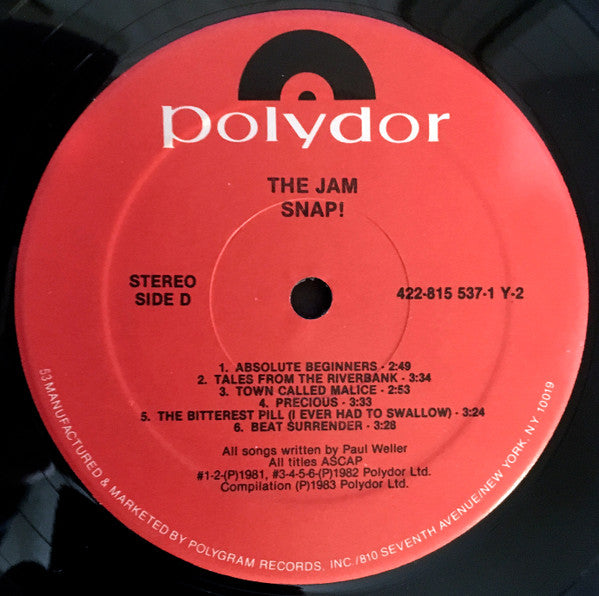 polydor
THE JAM
SNAP!
STEREO
SIDE D
422-815 537-1 Y-2
1. ABSOLUTE BEGINNERS - 2:49
2. TALES FROM THE RIVERBANK - 3:34
3. TOWN CALLED MALICE - 2:53
4. PRECIOUS - 3:33
5. THE BITTEREST PILL (I EVER HAD TO SWALLOW) - 3:24
6. BEAT SURRENDER - 3:28
All songs written by Paul Weller
All titles ASCAP
#1-2-(P)1981, #3-4-5-6-(P)1982 Polydor Ltd.
Compilation (P)1983 Polydor Ltd.
53 MANUFACTURED & MARKETED BY POLYGRAM RECORDS, INC./810 SEVENTH AVENUE/NEW YORK, NY 10019